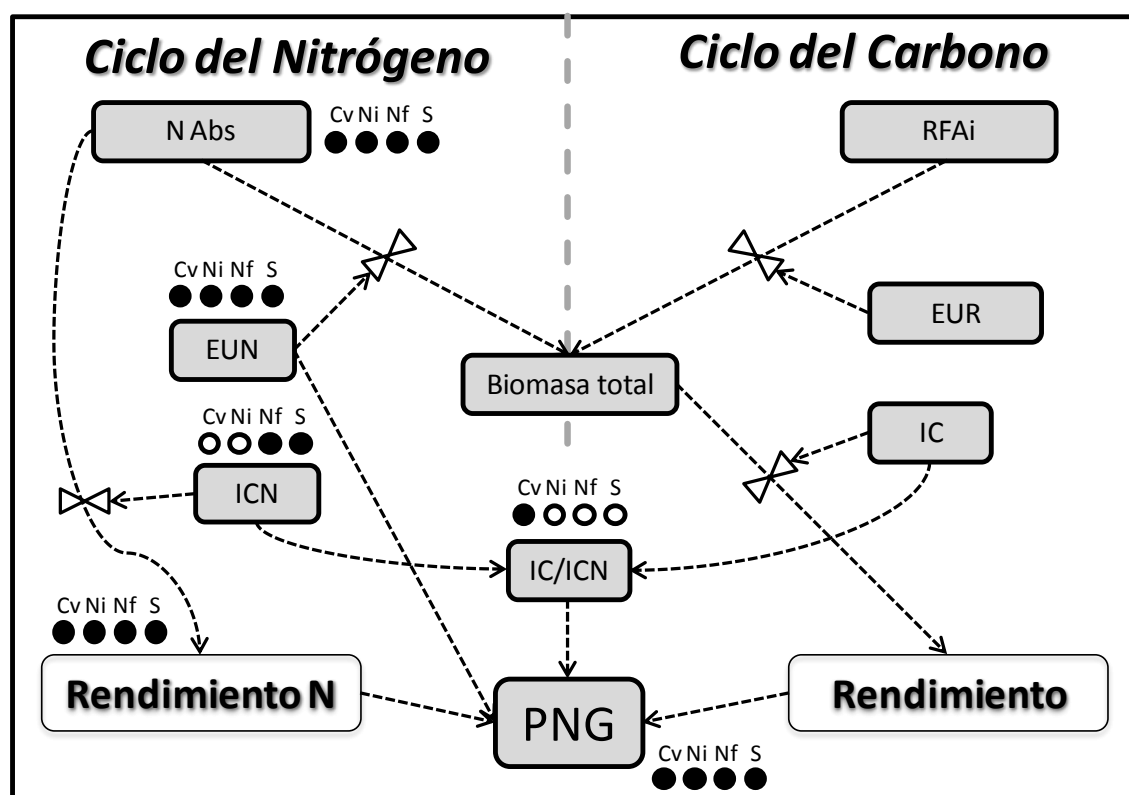 Ciclo del Nitrógeno
Ciclo del Carbono
N Abs
Cv Ni Nf S
RFAi
Cv Ni Nf S
EUN
EUR
Biomasa total
Cv Ni Nf S
ICN
IC
Cv Ni Nf S
IC/ICN
Cv Ni Nf S
Rendimiento N
Rendimiento
PNG
Cv Ni Nf S